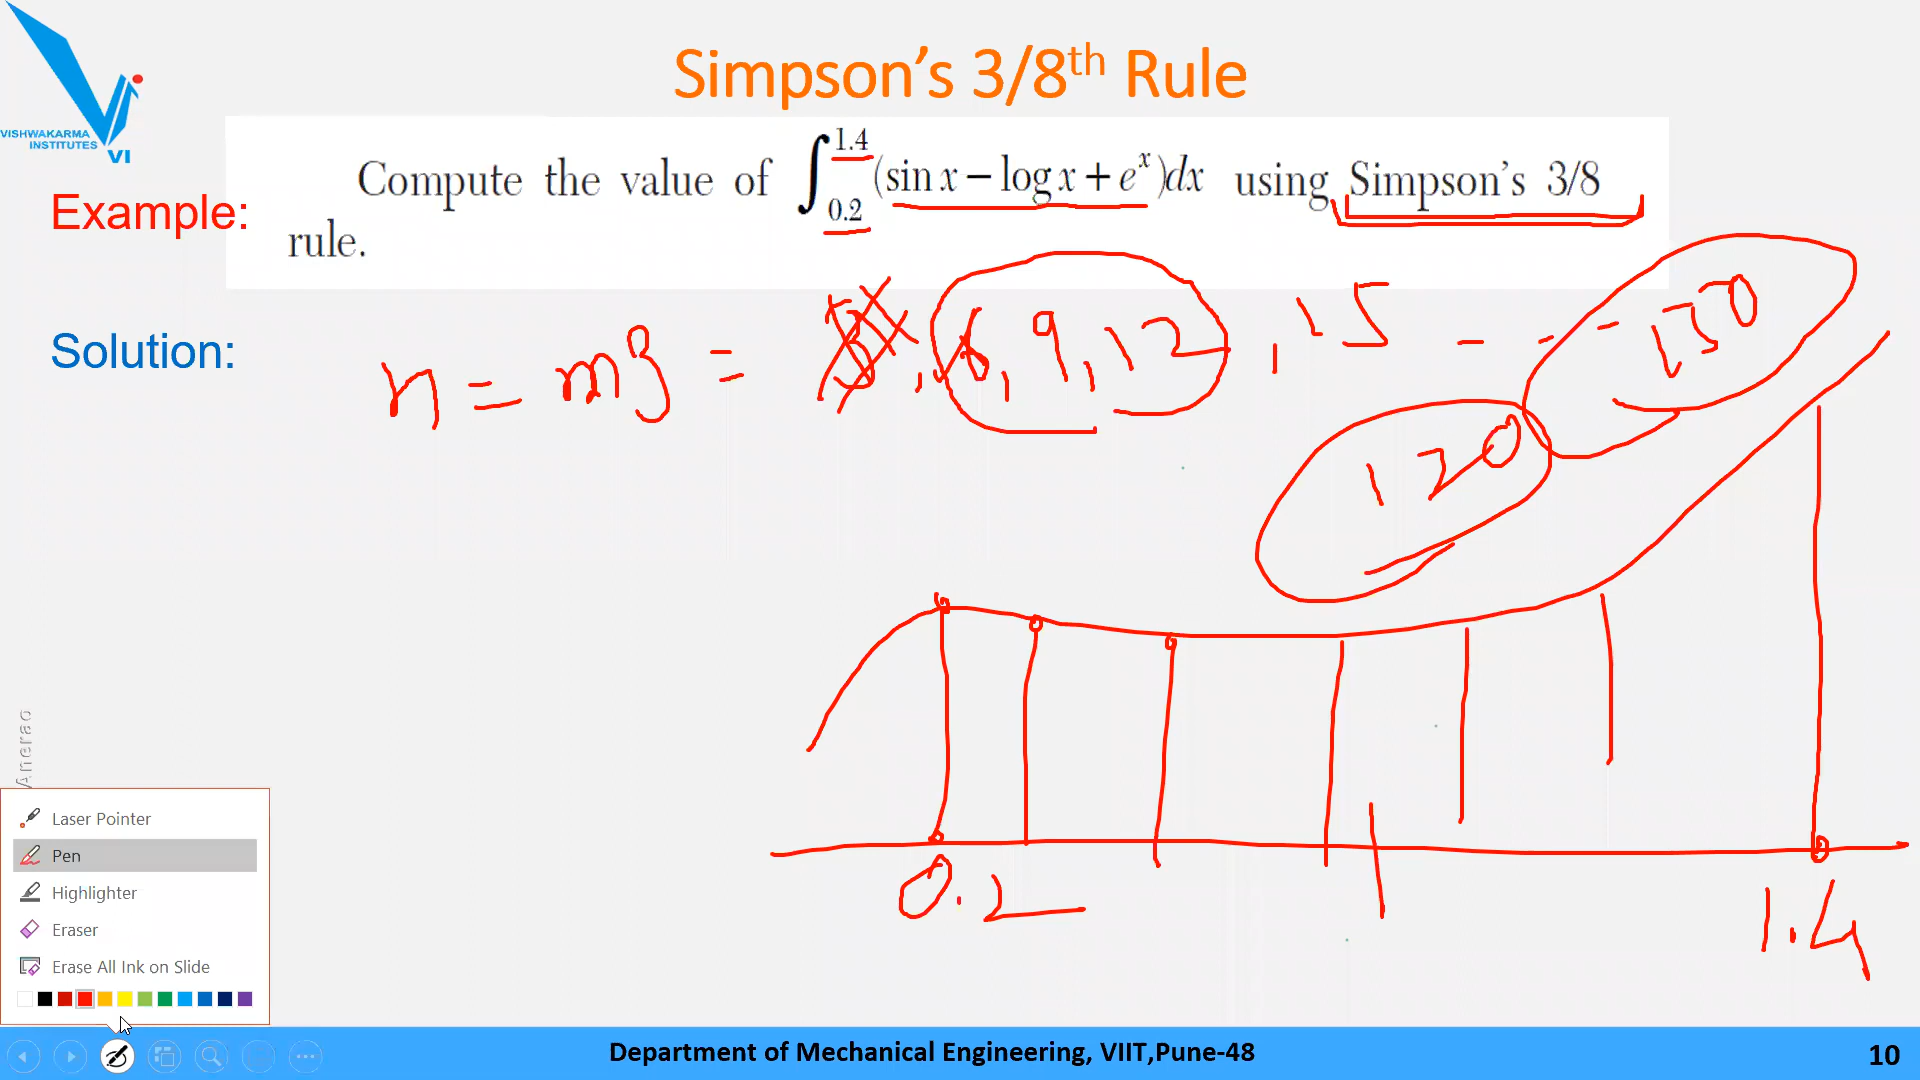 Simpson's 3/8th Rule
VISHWAKARMA
INSTITUTES
VI
Compute the value of ∫ 1.4 0.2 (sin x − log x + e^x )dx using Simpson's 3/8
Example:
rule.
Solution:
n = m3 = 3, 6, 9, 12, 15 - - - 150
120
0.2
1.4
Anerao
Laser Pointer
Pen
Highlighter
Eraser
Erase All Ink on Slide
Department of Mechanical Engineering, VIIT,Pune-48
10